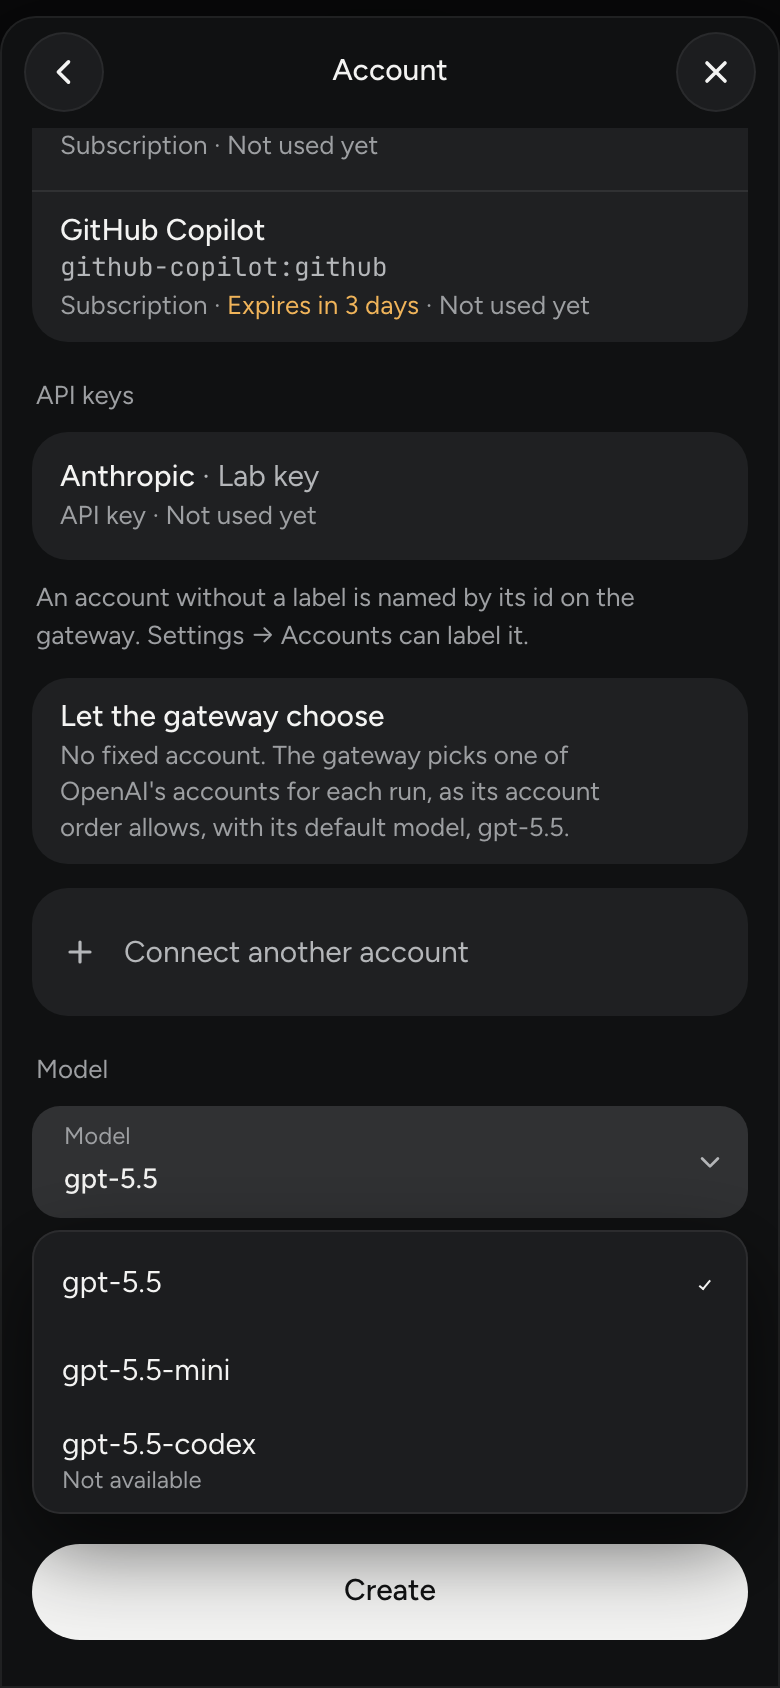 Account
Subscription · Not used yet
GitHub Copilot
github-copilot:github
Subscription · Expires in 3 days · Not used yet
API keys
Anthropic · Lab key
API key · Not used yet
An account without a label is named by its id on the
gateway. Settings → Accounts can label it.
Let the gateway choose
No fixed account. The gateway picks one of
OpenAI's accounts for each run, as its account
order allows, with its default model, gpt-5.5.
Connect another account
Model
Model
gpt-5.5
gpt-5.5
gpt-5.5-mini
gpt-5.5-codex
Not available
Create